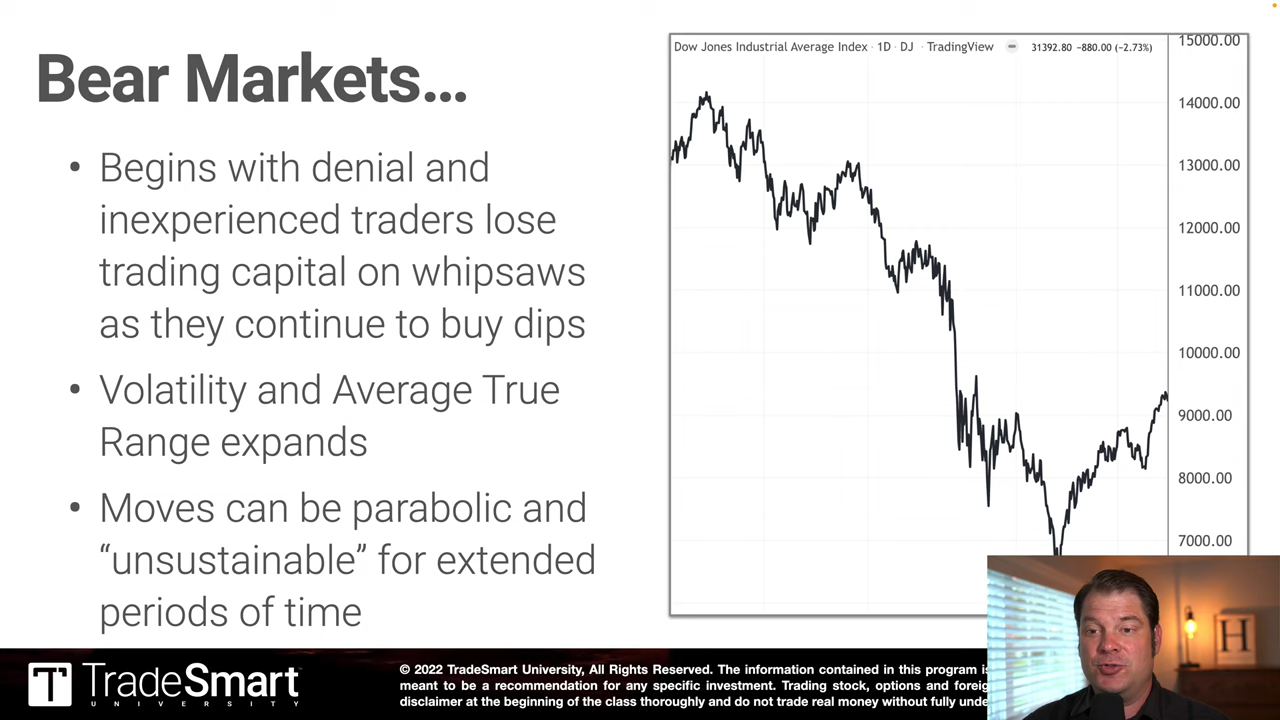 Bear Markets...
• Begins with denial and
inexperienced traders lose
trading capital on whipsaws
as they continue to buy dips
• Volatility and Average True
Range expands
• Moves can be parabolic and
“unsustainable” for extended
periods of time
Dow Jones Industrial Average Index · 1D · DJ · TradingView 31392.80 −880.00 (−2.73%)
15000.00
14000.00
13000.00
12000.00
11000.00
10000.00
9000.00
8000.00
7000.00
H
T TradeSmart
UNIVERSITY
© 2022 TradeSmart University, All Rights Reserved. The information contained in this program is
meant to be a recommendation for any specific investment. Trading stock, options and foreig
disclaimer at the beginning of the class thoroughly and do not trade real money without fully unde